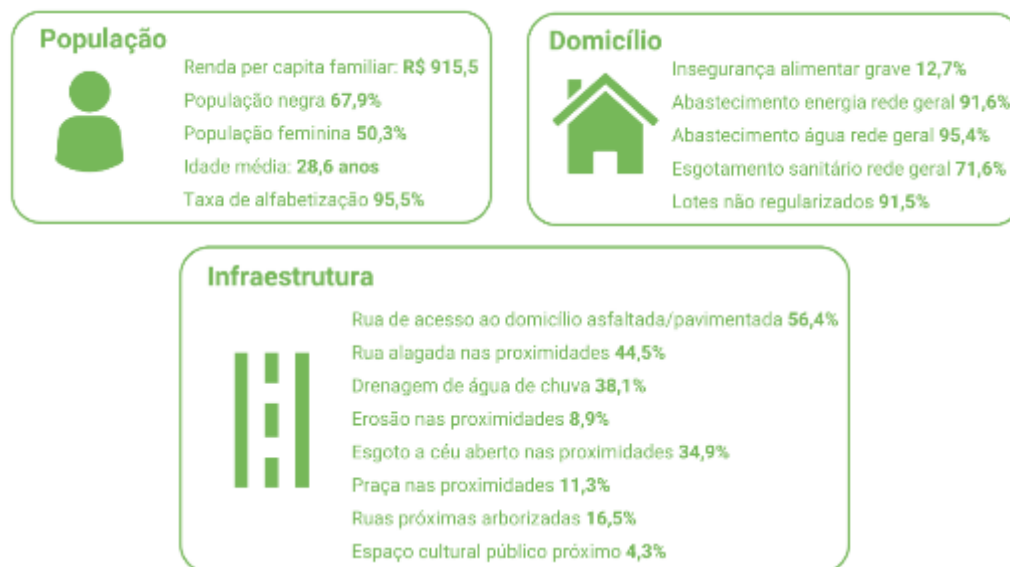 População
Renda per capita familiar: R$ 915,5
População negra 67,9%
População feminina 50,3%
Idade média: 28,6 anos
Taxa de alfabetização 95,5%
Domicílio
Insegurança alimentar grave 12,7%
Abastecimento energia rede geral 91,6%
Abastecimento água rede geral 95,4%
Esgotamento sanitário rede geral 71,6%
Lotes não regularizados 91,5%
Infraestrutura
Rua de acesso ao domicílio asfaltada/pavimentada 56,4%
Rua alagada nas proximidades 44,5%
Drenagem de água de chuva 38,1%
Erosão nas proximidades 8,9%
Esgoto a céu aberto nas proximidades 34,9%
Praça nas proximidades 11,3%
Ruas próximas arborizadas 16,5%
Espaço cultural público próximo 4,3%